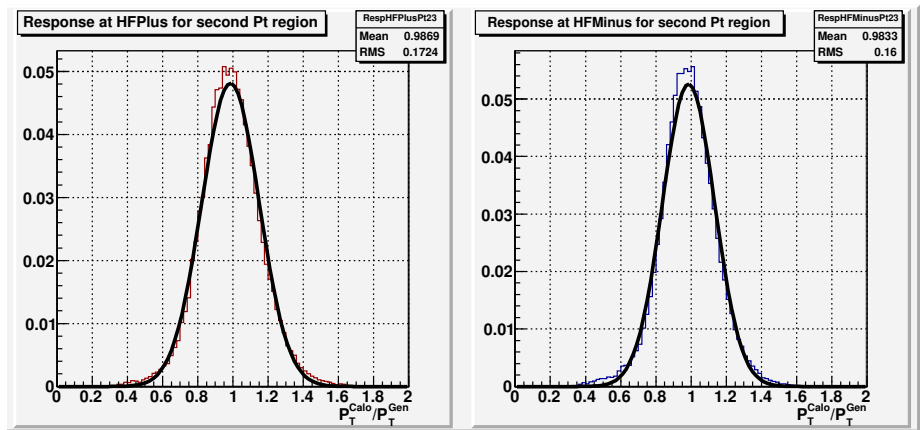 Response at HFPlus for second Pt region
RespHFPlusPt23
Mean 0.9869
RMS 0.1724
0.05
0.04
0.03
0.02
0.01
0
0 0.2 0.4 0.6 0.8 1 1.2 1.4 1.6 1.8 2
P_T^Calo/P_T^Gen
Response at HFMinus for second Pt region
RespHFMinusPt23
Mean 0.9833
RMS 0.16
0.05
0.04
0.03
0.02
0.01
0
0 0.2 0.4 0.6 0.8 1 1.2 1.4 1.6 1.8 2
P_T^Calo/P_T^Gen